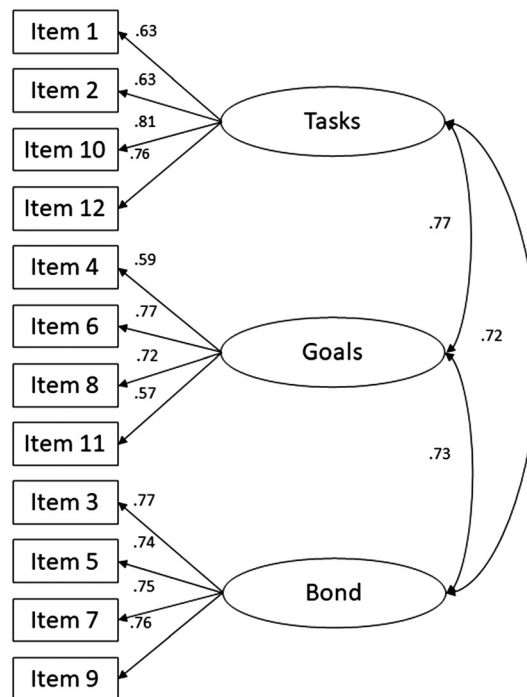 Item 1
.63
Item 2
.63
Item 10
.81
.76
Item 12
Tasks
Item 4
.59
Item 6
.77
Item 8
.72
.57
Item 11
Goals
Item 3
.77
Item 5
.74
Item 7
.75
.76
Item 9
Bond
.77
.72
.73